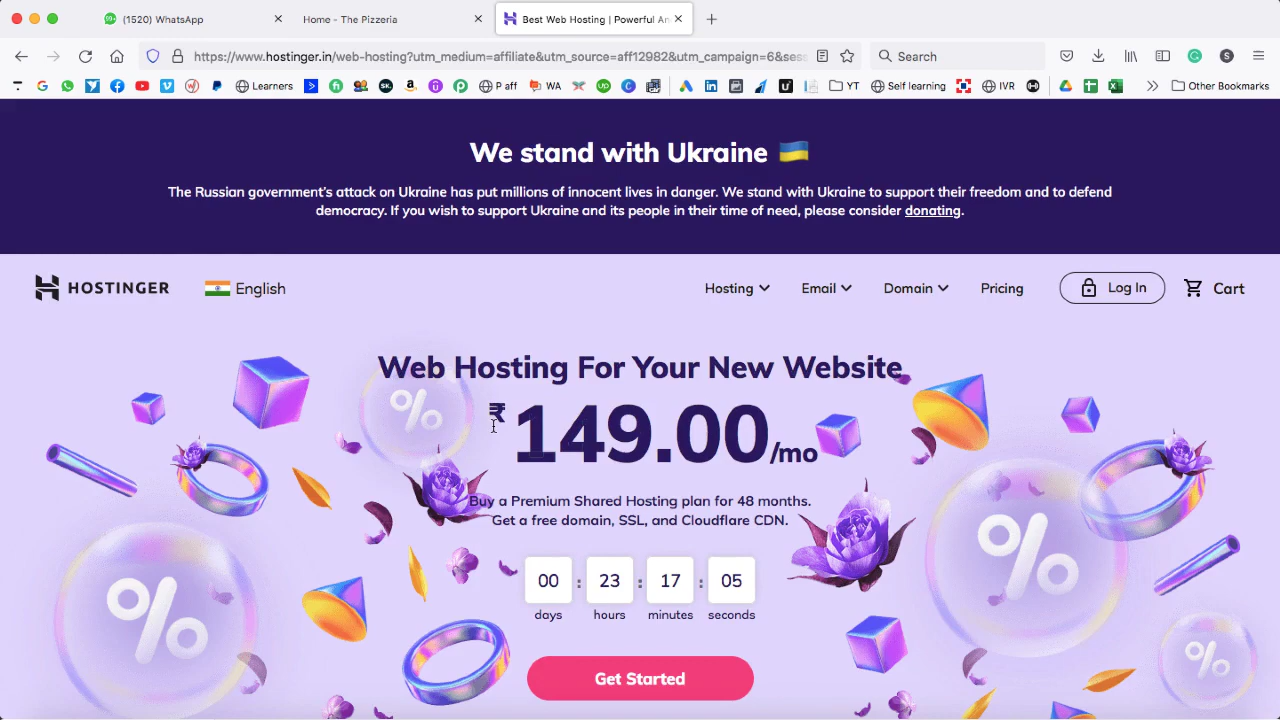 99+ (1520) WhatsApp
Home - The Pizzeria
Best Web Hosting | Powerful An
https://www.hostinger.in/web-hosting?utm_medium=affiliate&utm_source=aff12982&utm_campaign=6&sess
Search
Learners
P aff
WA
YT
Self learning
IVR
Other Bookmarks
We stand with Ukraine
The Russian government's attack on Ukraine has put millions of innocent lives in danger. We stand with Ukraine to support their freedom and to defend
democracy. If you wish to support Ukraine and its people in their time of need, please consider donating.
HOSTINGER
English
Hosting
Email
Domain
Pricing
Log In
Cart
Web Hosting For Your New Website
₹149.00/mo
Buy a Premium Shared Hosting plan for 48 months.
Get a free domain, SSL, and Cloudflare CDN.
00 : 23 : 17 : 05
days hours minutes seconds
Get Started
% % % %